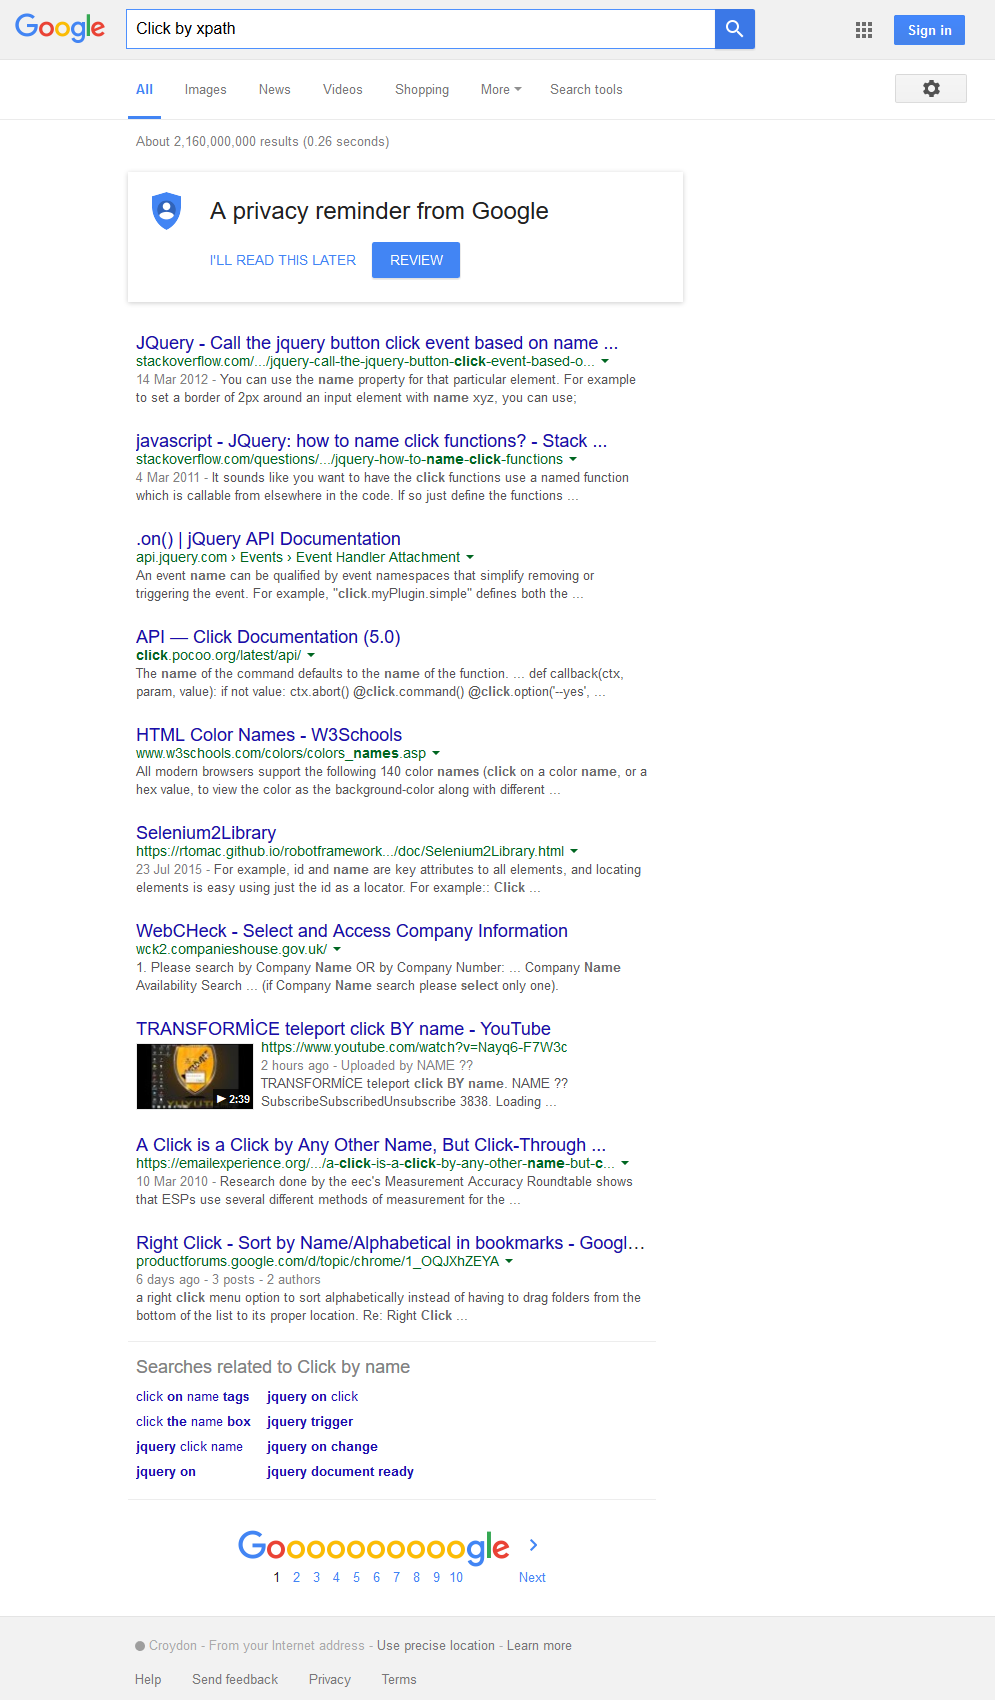 Google
Click by xpath
Sign in
All Images News Videos Shopping More Search tools
About 2,160,000,000 results (0.26 seconds)
A privacy reminder from Google
I'LL READ THIS LATER REVIEW
JQuery - Call the jquery button click event based on name ...
stackoverflow.com/.../jquery-call-the-jquery-button-click-event-based-o...
14 Mar 2012 - You can use the name property for that particular element. For example
to set a border of 2px around an input element with name xyz, you can use;
javascript - JQuery: how to name click functions? - Stack ...
stackoverflow.com/questions/.../jquery-how-to-name-click-functions
4 Mar 2011 - It sounds like you want to have the click functions use a named function
which is callable from elsewhere in the code. If so just define the functions ...
.on() | jQuery API Documentation
api.jquery.com › Events › Event Handler Attachment
An event name can be qualified by event namespaces that simplify removing or
triggering the event. For example, "click.myPlugin.simple" defines both the ...
API — Click Documentation (5.0)
click.pocoo.org/latest/api/
The name of the command defaults to the name of the function. ... def callback(ctx,
param, value): if not value: ctx.abort() @click.command() @click.option('--yes', ...
HTML Color Names - W3Schools
www.w3schools.com/colors/colors_names.asp
All modern browsers support the following 140 color names (click on a color name, or a
hex value, to view the color as the background-color along with different ...
Selenium2Library
https://rtomac.github.io/robotframework.../doc/Selenium2Library.html
23 Jul 2015 - For example, id and name are key attributes to all elements, and locating
elements is easy using just the id as a locator. For example:: Click ...
WebCHeck - Select and Access Company Information
wck2.companieshouse.gov.uk/
1. Please search by Company Name OR by Company Number: ... Company Name
Availability Search ... (if Company Name search please select only one).
TRANSFORMİCE teleport click BY name - YouTube
https://www.youtube.com/watch?v=Nayq6-F7W3c
2 hours ago - Uploaded by NAME ??
TRANSFORMİCE teleport click BY name. NAME ??
SubscribeSubscribedUnsubscribe 3838. Loading ...
2:39
A Click is a Click by Any Other Name, But Click-Through ...
https://emailexperience.org/.../a-click-is-a-click-by-any-other-name-but-c...
10 Mar 2010 - Research done by the eec's Measurement Accuracy Roundtable shows
that ESPs use several different methods of measurement for the ...
Right Click - Sort by Name/Alphabetical in bookmarks - Googl...
productforums.google.com/d/topic/chrome/1_OQJXhZEYA
6 days ago - 3 posts - 2 authors
a right click menu option to sort alphabetically instead of having to drag folders from the
bottom of the list to its proper location. Re: Right Click ...
Searches related to Click by name
click on name tags jquery on click
click the name box jquery trigger
jquery click name jquery on change
jquery on jquery document ready
Goooooooooogle
1 2 3 4 5 6 7 8 9 10 Next
Croydon - From your Internet address - Use precise location - Learn more
Help Send feedback Privacy Terms